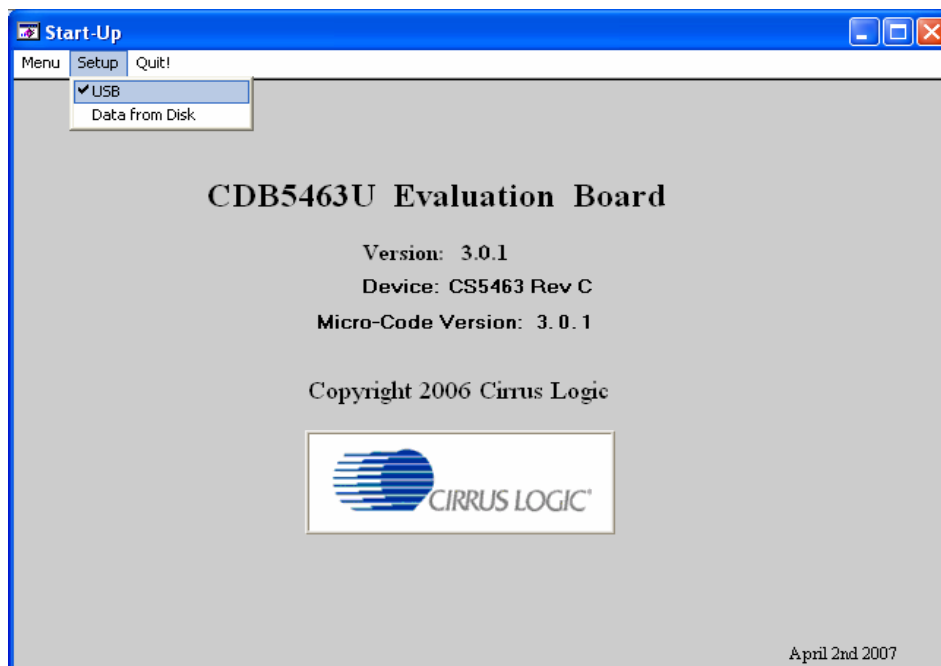 Start-Up
Menu Setup Quit!
✔USB
Data from Disk
CDB5463U Evaluation Board
Version: 3.0.1
Device: CS5463 Rev C
Micro-Code Version: 3.0.1
Copyright 2006 Cirrus Logic
CIRRUS LOGIC®
April 2nd 2007